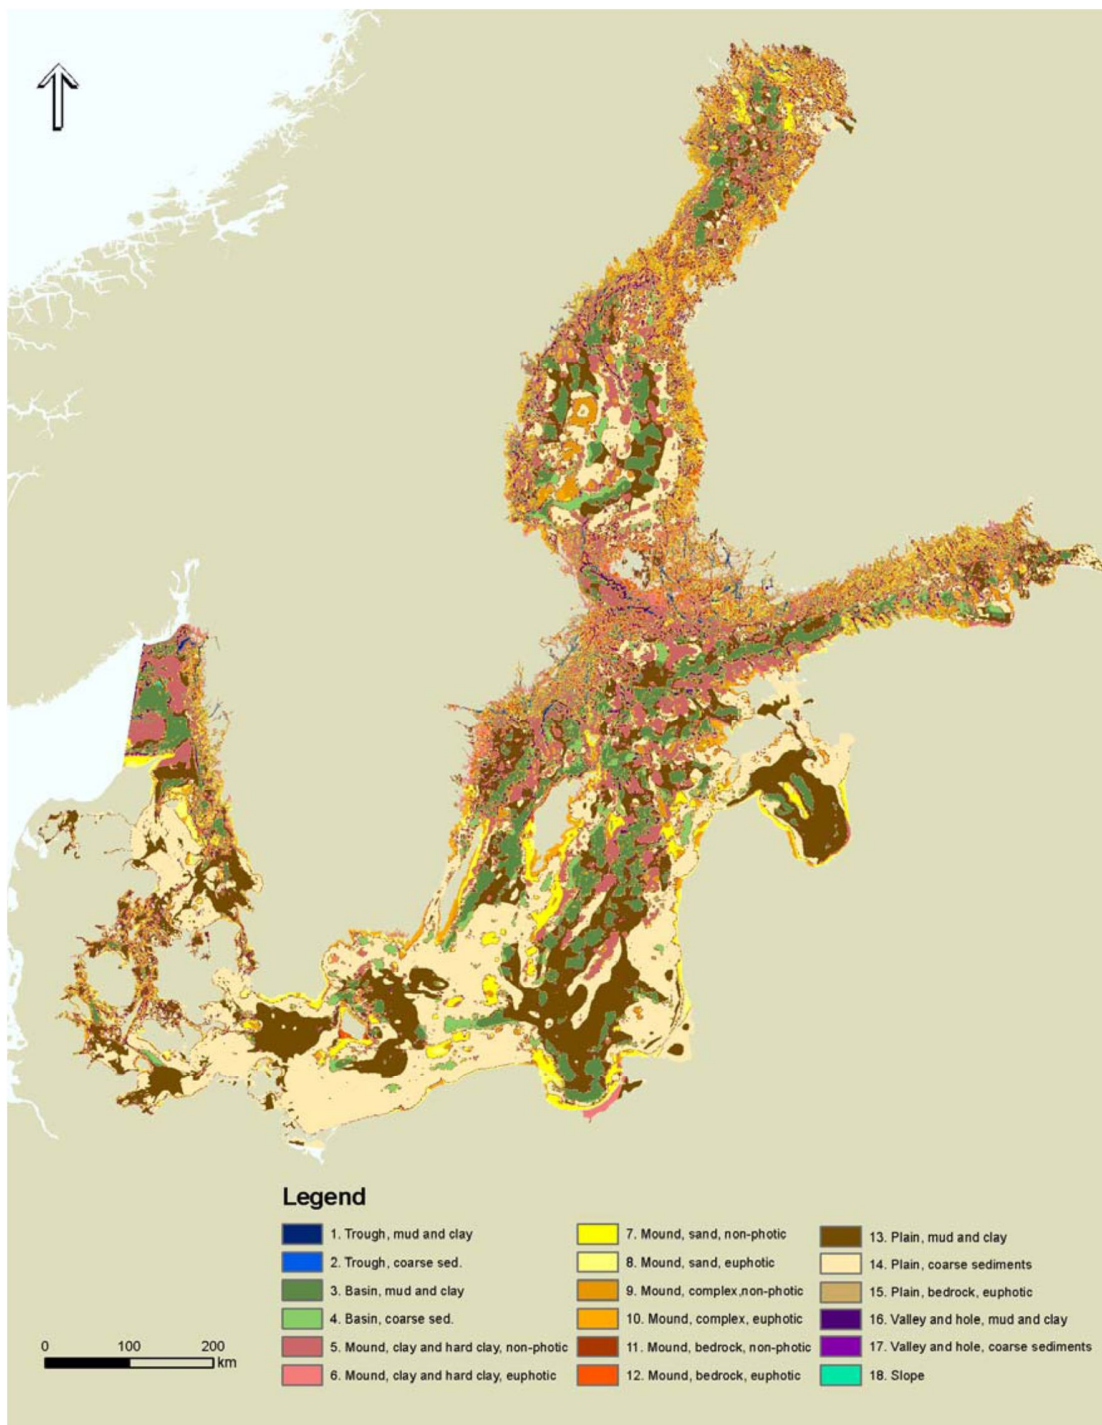 Legend
1. Trough, mud and clay
2. Trough, coarse sed.
3. Basin, mud and clay
4. Basin, coarse sed.
5. Mound, clay and hard clay, non-photic
6. Mound, clay and hard clay, euphotic
7. Mound, sand, non-photic
8. Mound, sand, euphotic
9. Mound, complex,non-photic
10. Mound, complex, euphotic
11. Mound, bedrock, non-photic
12. Mound, bedrock, euphotic
13. Plain, mud and clay
14. Plain, coarse sediments
15. Plain, bedrock, euphotic
16. Valley and hole, mud and clay
17. Valley and hole, coarse sediments
18. Slope
0 100 200
km